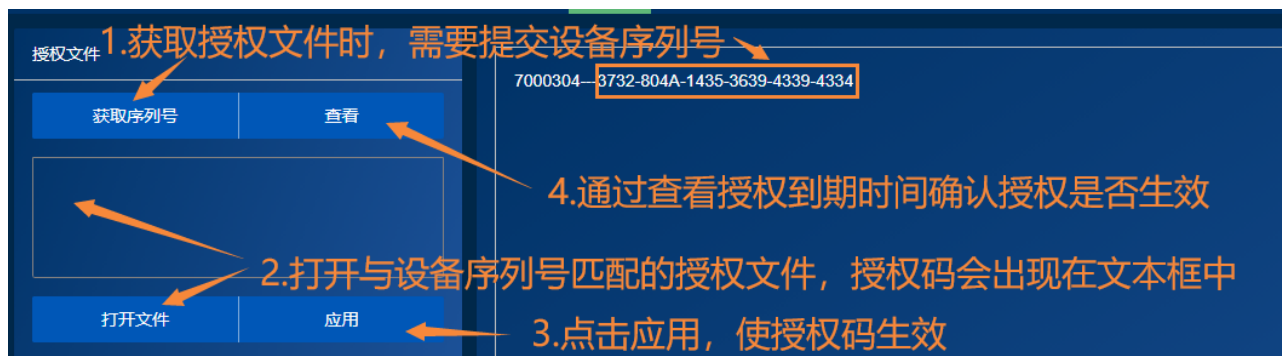 1.获取授权文件时，需要提交设备序列号
授权文件
7000304---3732-804A-1435-3639-4339-4334
获取序列号
查看
4.通过查看授权到期时间确认授权是否生效
2.打开与设备序列号匹配的授权文件，授权码会出现在文本框中
打开文件
应用
3.点击应用，使授权码生效